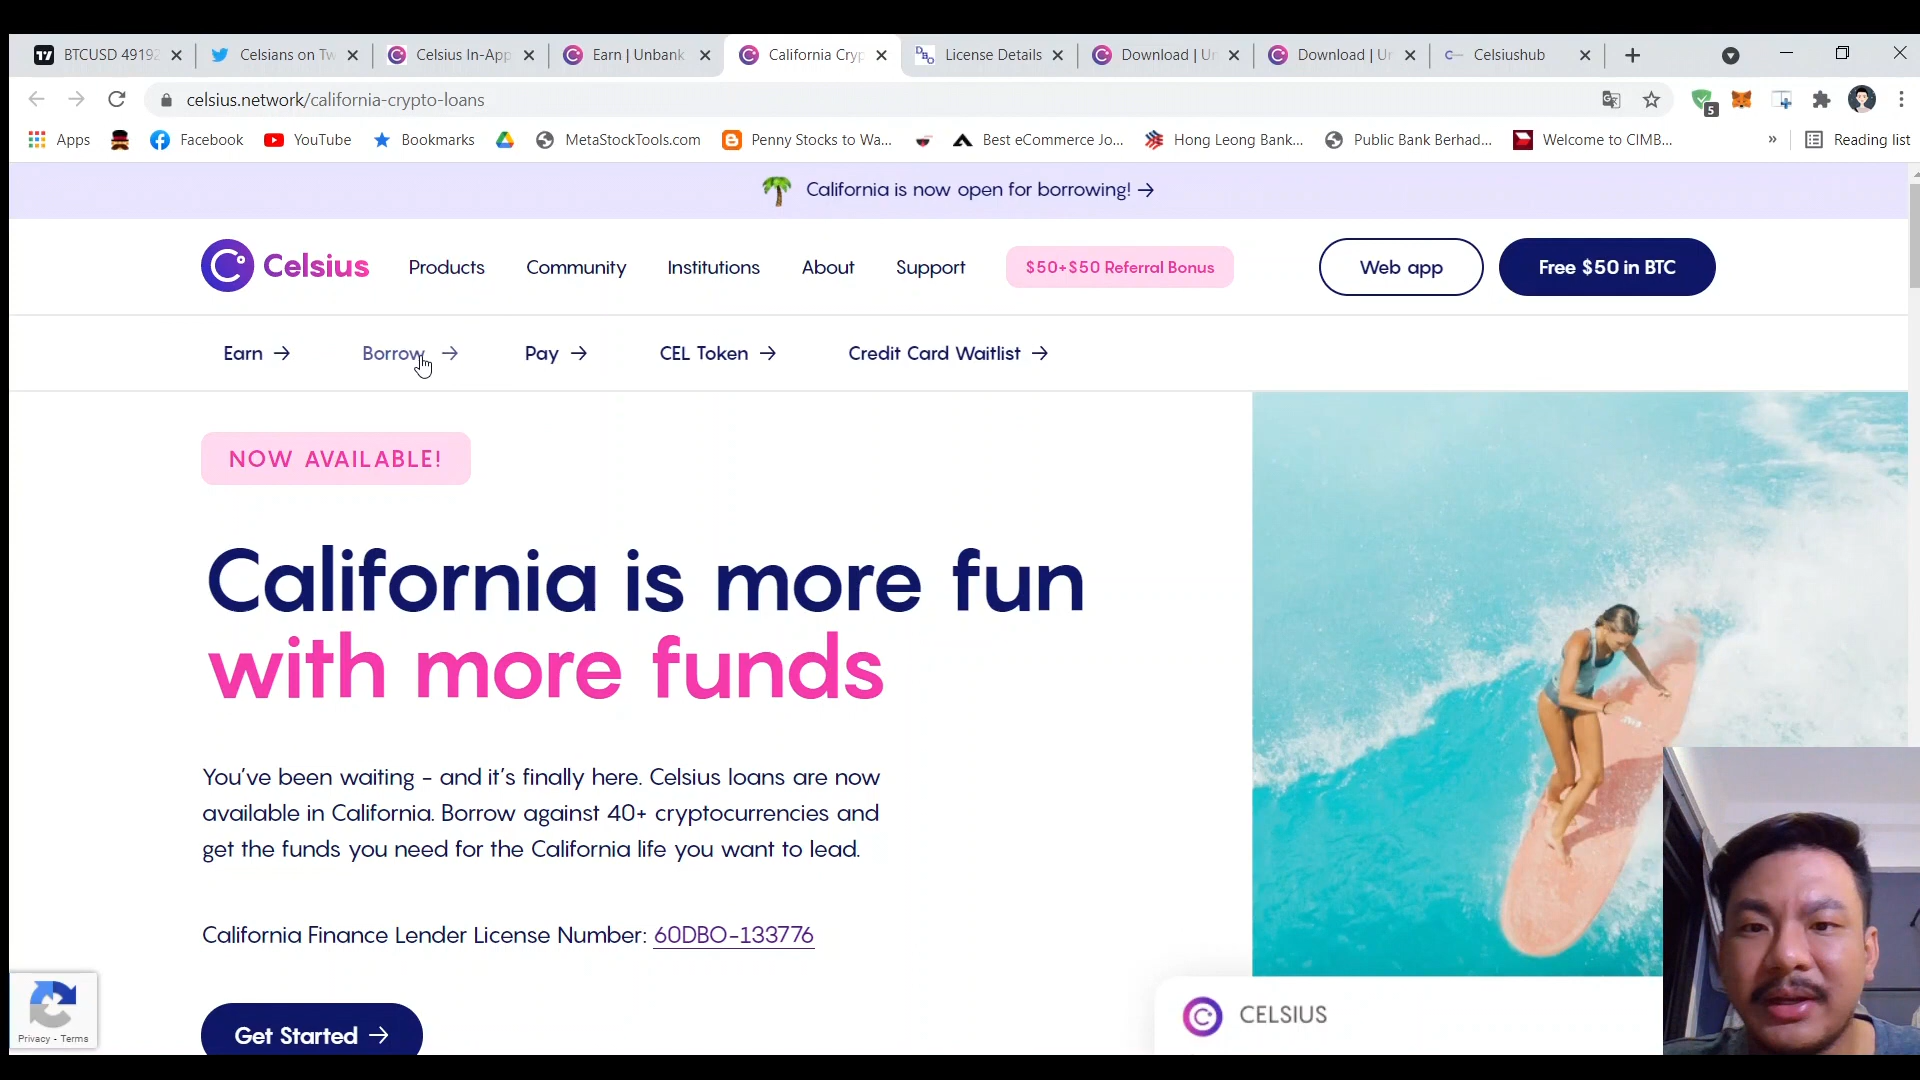 BTCUSD 49192
Celsians on Tw
Celsius In-App
Earn | Unbank
California Cryp
License Details
Download | Un
Download | Un
Celsiushub
celsius.network/california-crypto-loans
5
Apps
Facebook
YouTube
Bookmarks
MetaStockTools.com
Penny Stocks to Wa...
Best eCommerce Jo...
Hong Leong Bank...
Public Bank Berhad...
Welcome to CIMB...
»
Reading list
California is now open for borrowing! →
Celsius
Products
Community
Institutions
About
Support
$50+$50 Referral Bonus
Web app
Free $50 in BTC
Earn →
Borrow →
Pay →
CEL Token →
Credit Card Waitlist →
NOW AVAILABLE!
California is more fun
with more funds
You've been waiting - and it's finally here. Celsius loans are now
available in California. Borrow against 40+ cryptocurrencies and
get the funds you need for the California life you want to lead.
California Finance Lender License Number: 60DBO-133776
Privacy - Terms
Get Started →
CELSIUS